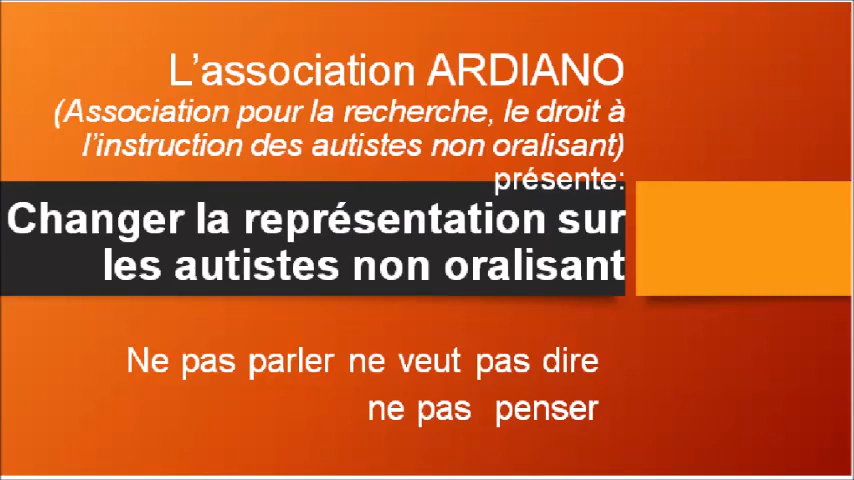 L’association ARDIANO
(Association pour la recherche, le droit à
l’instruction des autistes non oralisant)
présente:
Changer la représentation sur
les autistes non oralisant
Ne pas parler ne veut pas dire
ne pas penser